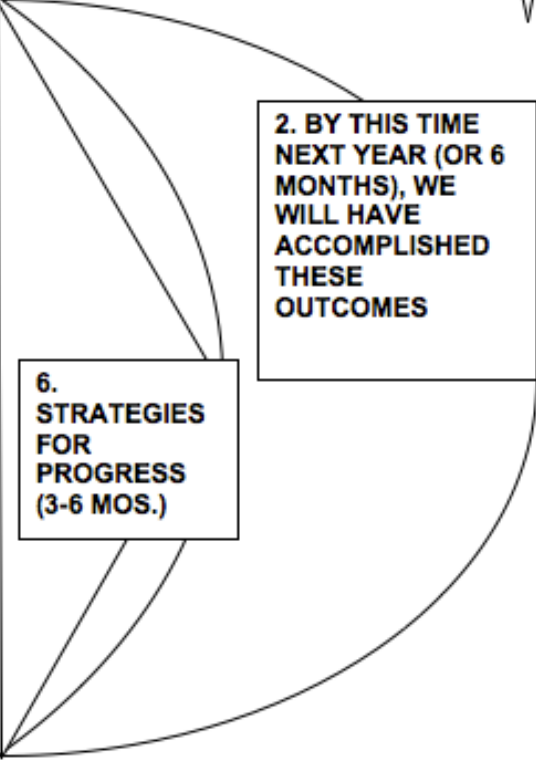 2. BY THIS TIME
NEXT YEAR (OR 6
MONTHS), WE
WILL HAVE
ACCOMPLISHED
THESE
OUTCOMES
6.
STRATEGIES
FOR
PROGRESS
(3-6 MOS.)